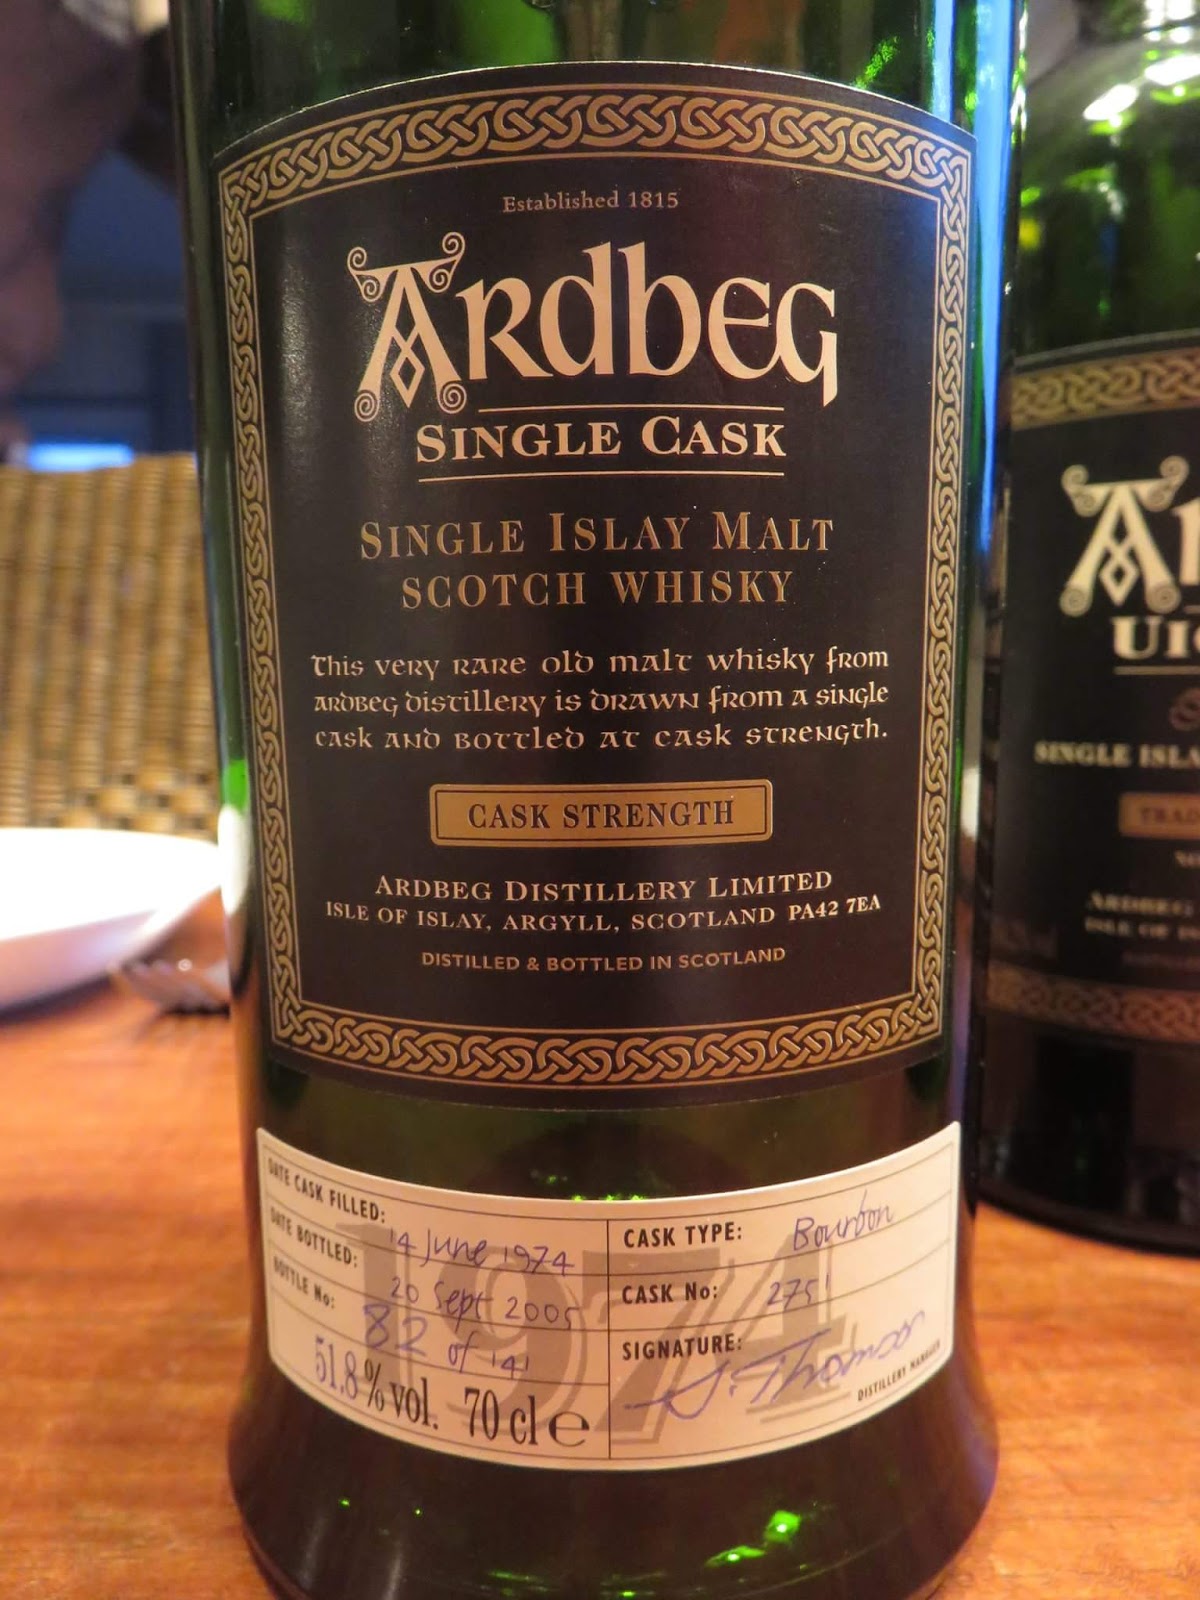 Established 1815
ARDBEG
SINGLE CASK
SINGLE ISLAY MALT
SCOTCH WHISKY
This very rare old malt whisky from
Ardbeg distillery is drawn from a single
cask and bottled at cask strength.
CASK STRENGTH
ARDBEG DISTILLERY LIMITED
ISLE OF ISLAY, ARGYLL, SCOTLAND PA42 7EA
DISTILLED & BOTTLED IN SCOTLAND
DATE CASK FILLED: 14 June 1974
DATE BOTTLED: 20 Sept 2005
BOTTLE No: 82 of 141
51.8% vol. 70 cl e
CASK TYPE: Bourbon
CASK No: 2751
SIGNATURE: S. Thomson
DISTILLERY MANAGER
1974
SINGLE